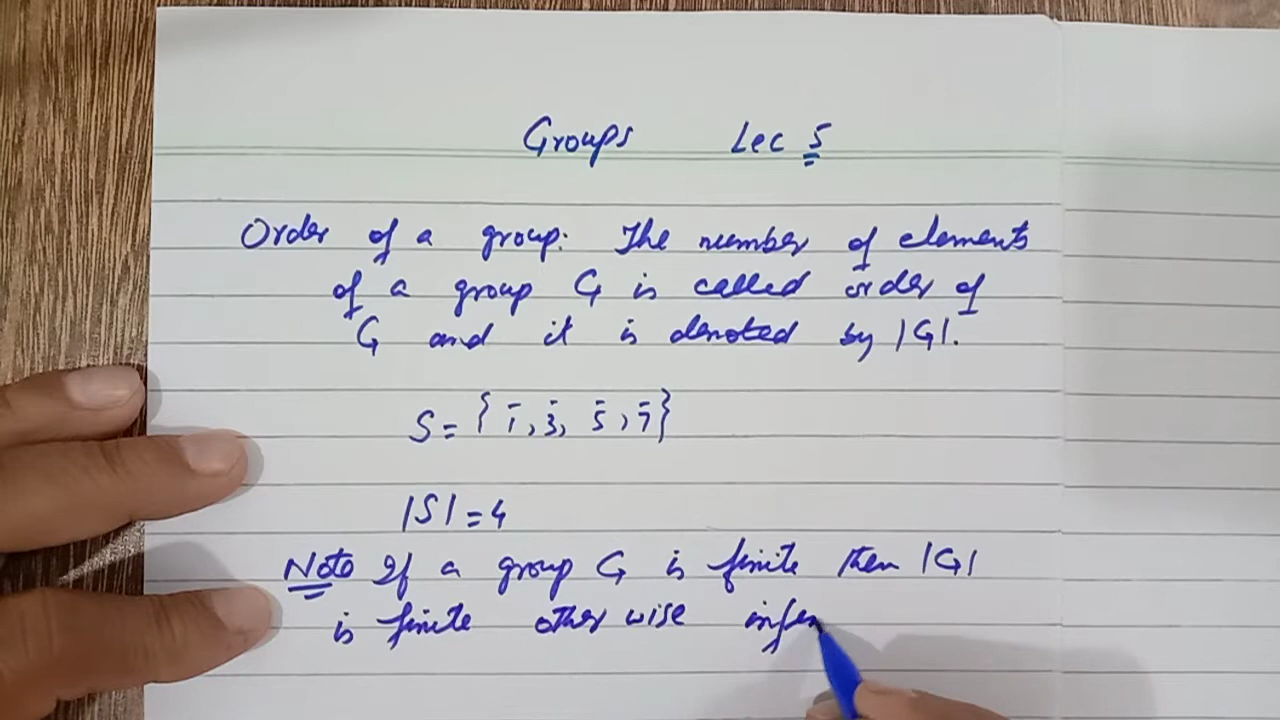 Groups Lec 5
Order of a group: The number of elements
of a group G is called order of
G and it is denoted by |G|.
S = { 1̄, 3̄, 5̄, 7̄ }
|S| = 4
Note If a group G is finite then |G|
is finite other wise